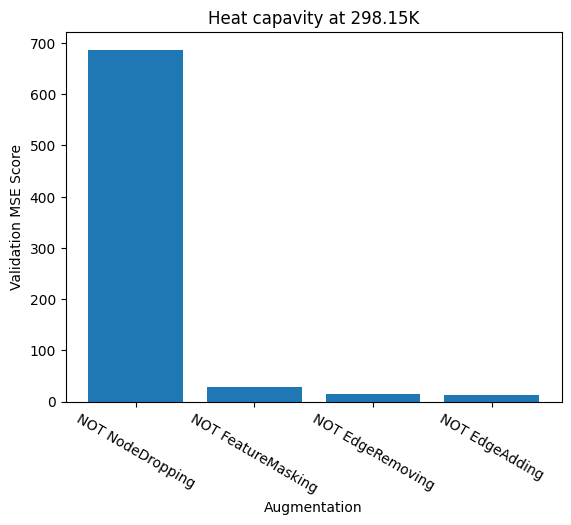 Heat capavity at 298.15K
Validation MSE Score
700
600
500
400
300
200
100
0
NOT NodeDropping
NOT FeatureMasking
NOT EdgeRemoving
NOT EdgeAdding
Augmentation